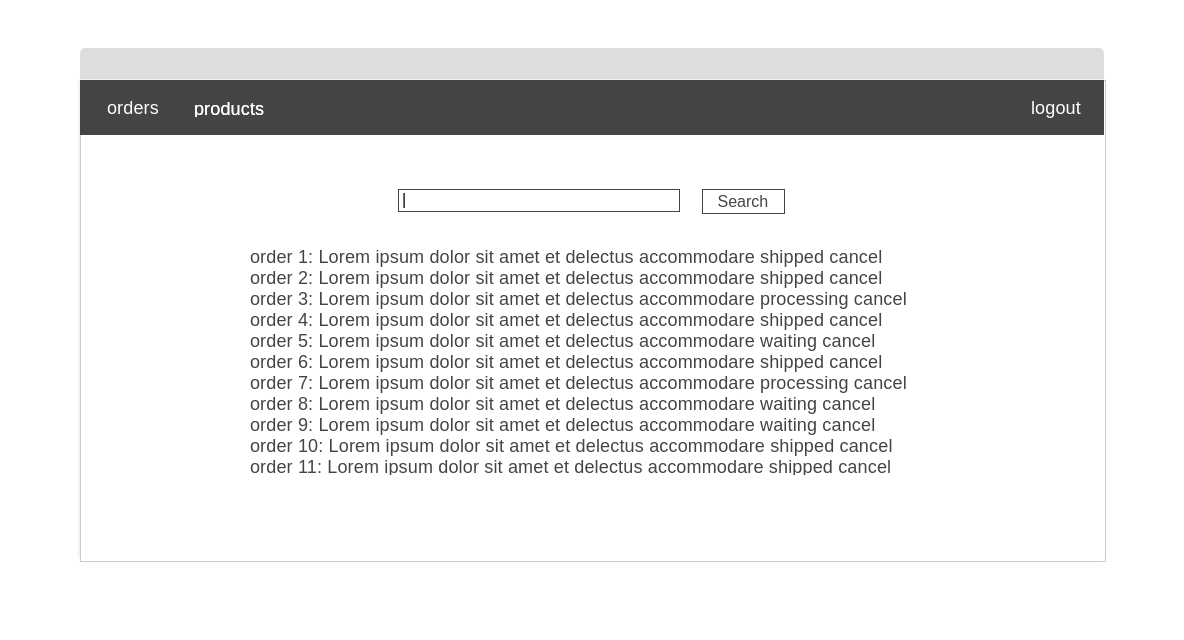 orders products logout
Search
order 1: Lorem ipsum dolor sit amet et delectus accommodare shipped cancel
order 2: Lorem ipsum dolor sit amet et delectus accommodare shipped cancel
order 3: Lorem ipsum dolor sit amet et delectus accommodare processing cancel
order 4: Lorem ipsum dolor sit amet et delectus accommodare shipped cancel
order 5: Lorem ipsum dolor sit amet et delectus accommodare waiting cancel
order 6: Lorem ipsum dolor sit amet et delectus accommodare shipped cancel
order 7: Lorem ipsum dolor sit amet et delectus accommodare processing cancel
order 8: Lorem ipsum dolor sit amet et delectus accommodare waiting cancel
order 9: Lorem ipsum dolor sit amet et delectus accommodare waiting cancel
order 10: Lorem ipsum dolor sit amet et delectus accommodare shipped cancel
order 11: Lorem ipsum dolor sit amet et delectus accommodare shipped cancel